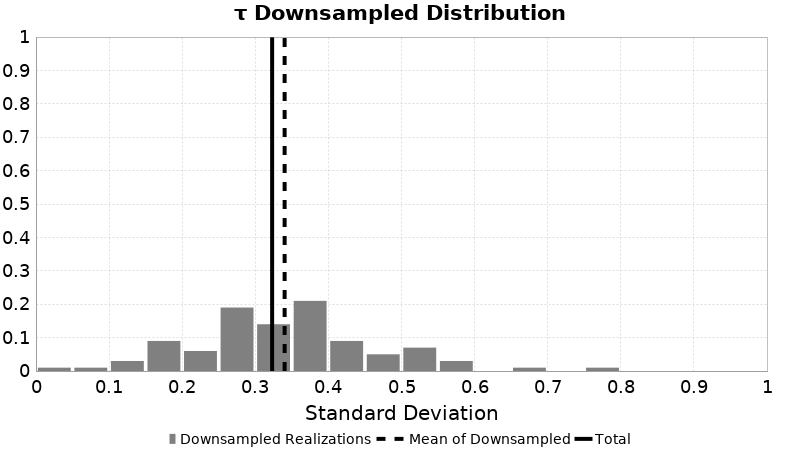 τ Downsampled Distribution
1
0.9
0.8
0.7
0.6
0.5
0.4
0.3
0.2
0.1
0
0 0.1 0.2 0.3 0.4 0.5 0.6 0.7 0.8 0.9 1
Standard Deviation
Downsampled Realizations Mean of Downsampled Total